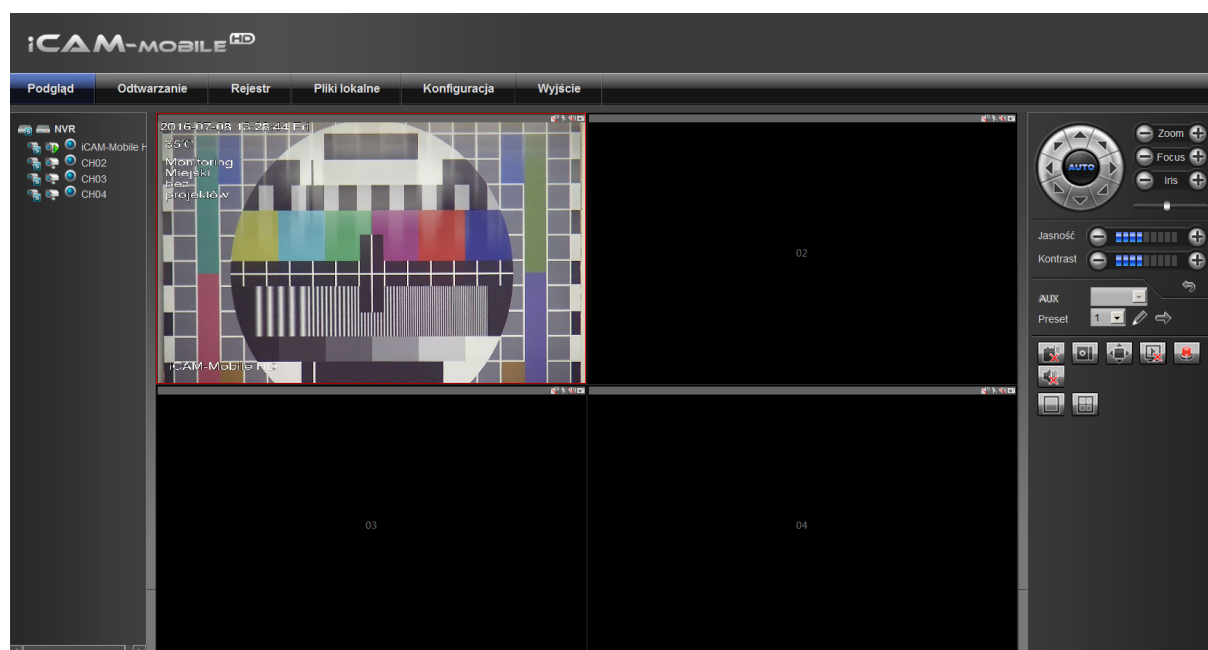 iCAM-MOBILE HD
Podgląd Odtwarzanie Rejestr Pliki lokalne Konfiguracja Wyjście
NVR
iCAM-Mobile H
CH02
CH03
CH04
2016-07-08 13:28:44 Fri
Monitoring
Miejski
bez
projektów
iCAM-Mobile HD
02
03
04
AUTO
Zoom
Focus
Iris
Jasność
Kontrast
AUX
Preset 1